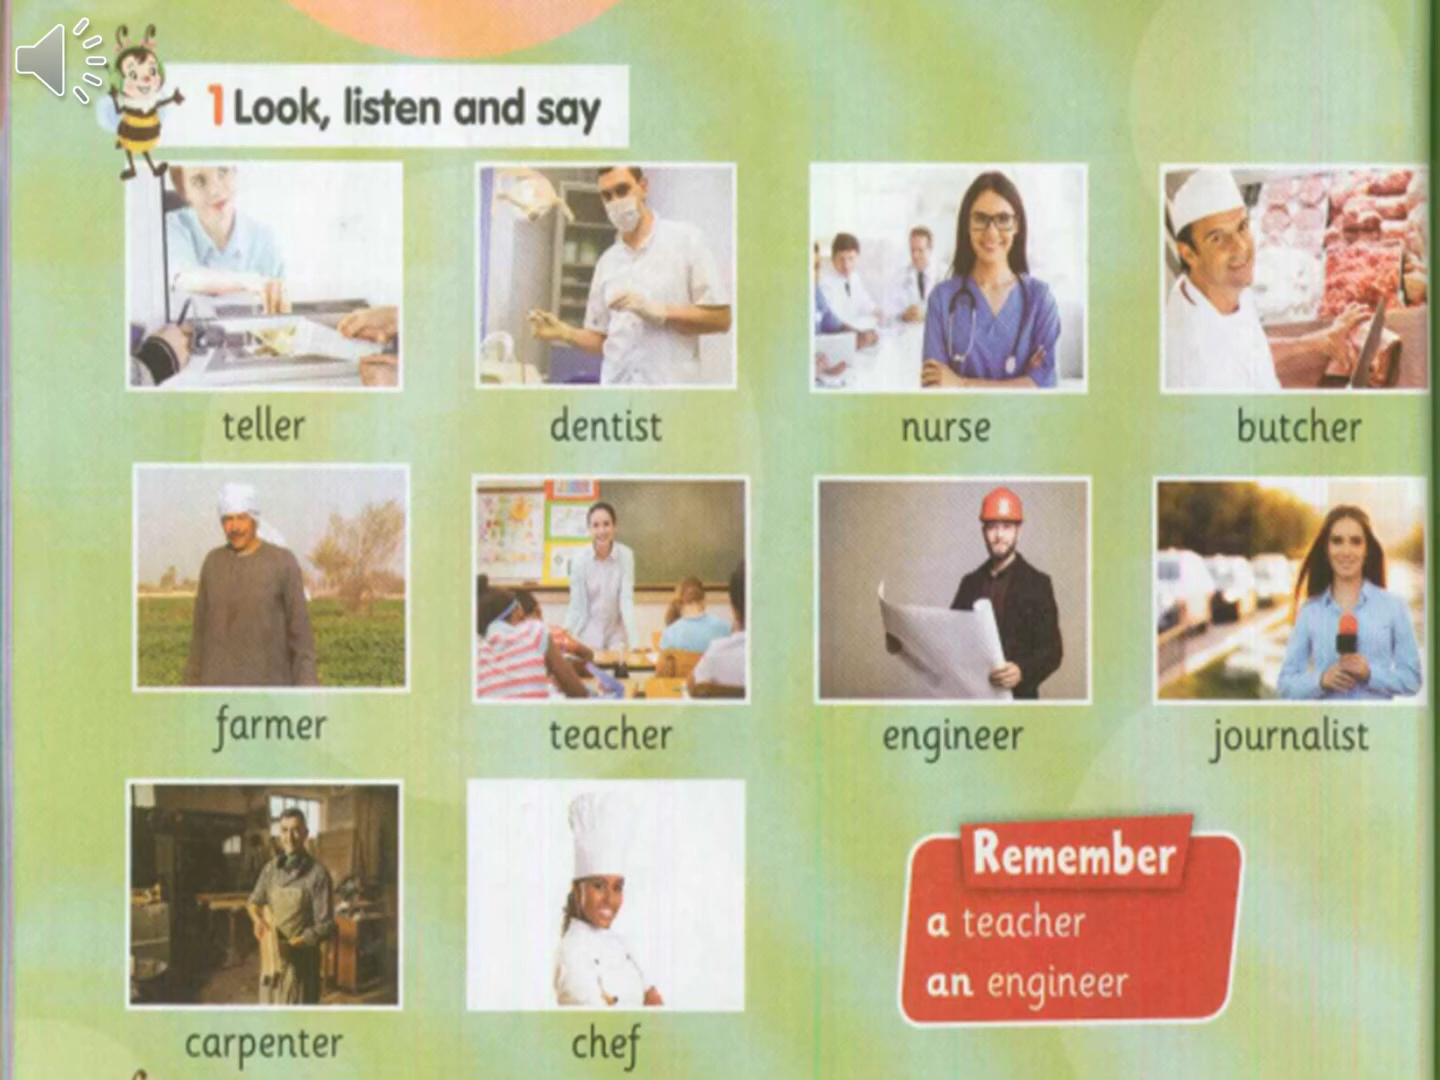 1 Look, listen and say
teller
dentist
nurse
butcher
farmer
teacher
engineer
journalist
carpenter
chef
Remember
a teacher
an engineer